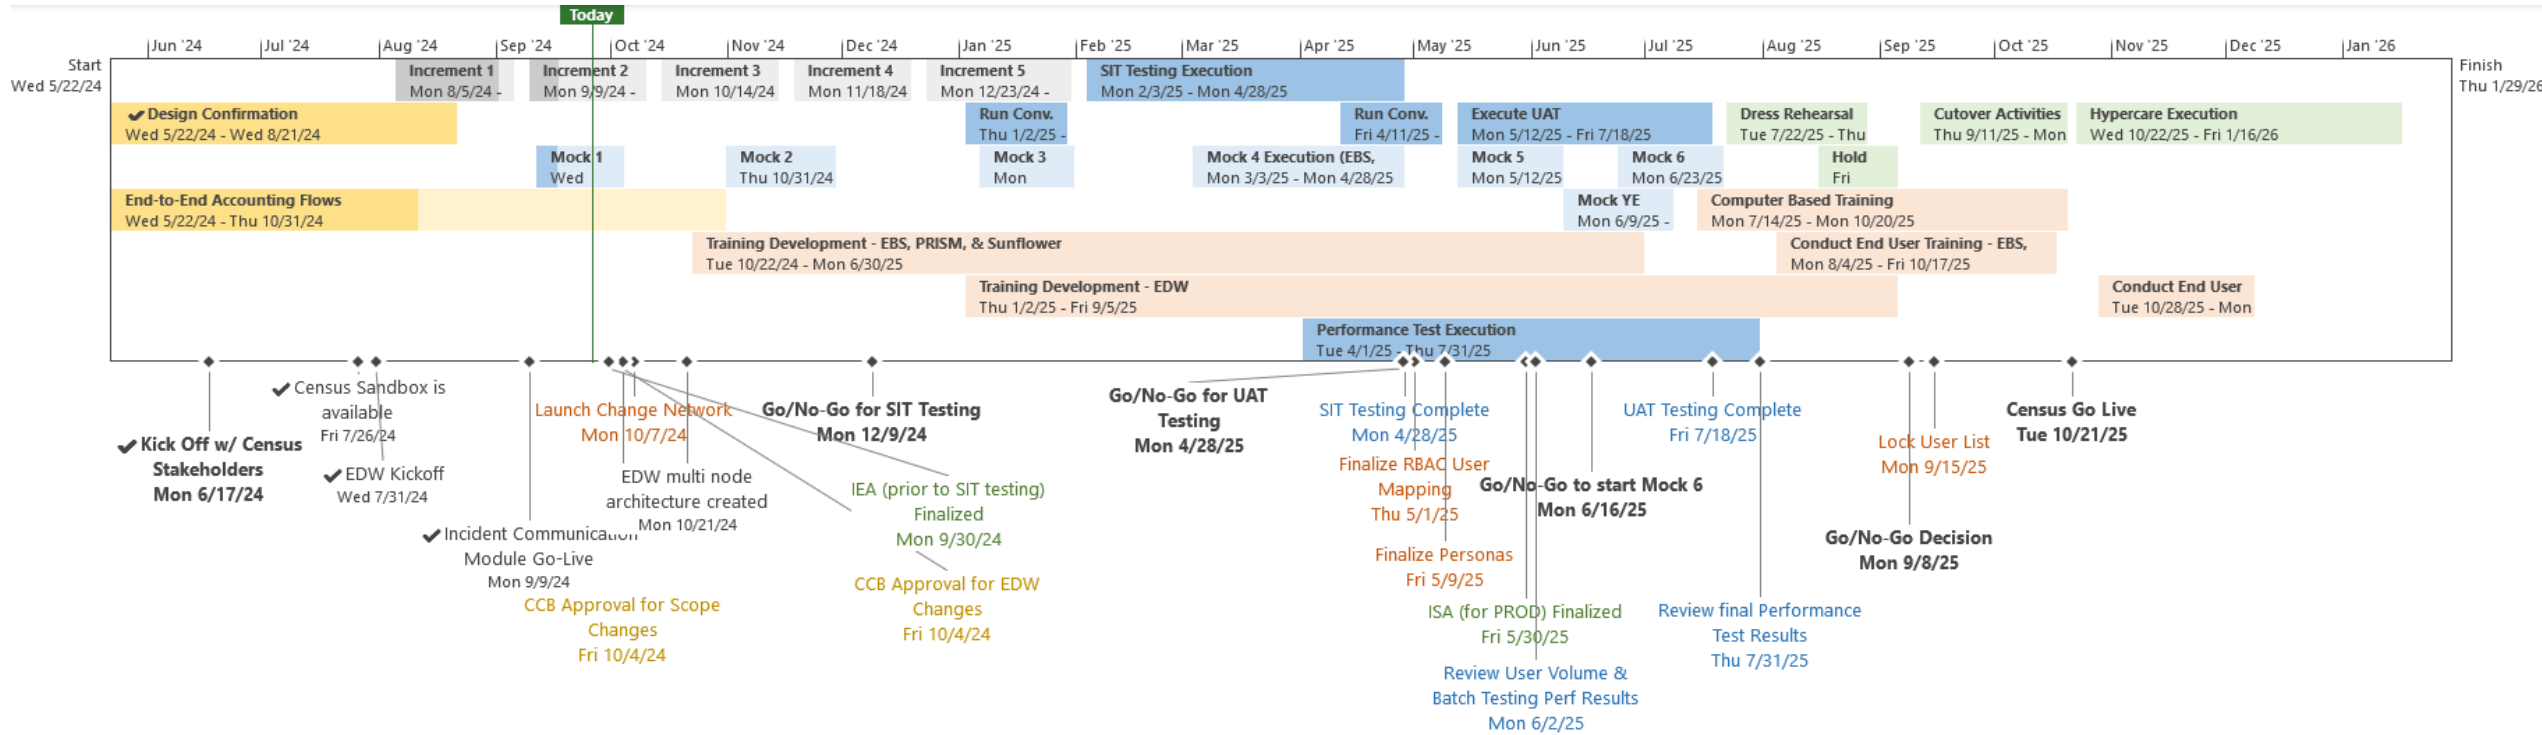 Today
Jun '24
Jul '24
Aug '24
Sep '24
Oct '24
Nov '24
Dec '24
Jan '25
Feb '25
Mar '25
Apr '25
May '25
Jun '25
Jul '25
Aug '25
Sep '25
Oct '25
Nov '25
Dec '25
Jan '26
Start
Wed 5/22/24
Finish
Thu 1/29/26
Increment 1
Mon 8/5/24 -
Increment 2
Mon 9/9/24 -
Increment 3
Mon 10/14/24
Increment 4
Mon 11/18/24
Increment 5
Mon 12/23/24 -
SIT Testing Execution
Mon 2/3/25 - Mon 4/28/25
Design Confirmation
Wed 5/22/24 - Wed 8/21/24
Run Conv.
Thu 1/2/25 -
Run Conv.
Fri 4/11/25 -
Execute UAT
Mon 5/12/25 - Fri 7/18/25
Dress Rehearsal
Tue 7/22/25 - Thu
Cutover Activities
Thu 9/11/25 - Mon
Hypercare Execution
Wed 10/22/25 - Fri 1/16/26
Mock 1
Wed
Mock 2
Thu 10/31/24
Mock 3
Mon
Mock 4 Execution (EBS,
Mon 3/3/25 - Mon 4/28/25
Mock 5
Mon 5/12/25
Mock 6
Mon 6/23/25
Hold
Fri
End-to-End Accounting Flows
Wed 5/22/24 - Thu 10/31/24
Mock YE
Mon 6/9/25 -
Computer Based Training
Mon 7/14/25 - Mon 10/20/25
Training Development - EBS, PRISM, & Sunflower
Tue 10/22/24 - Mon 6/30/25
Conduct End User Training - EBS,
Mon 8/4/25 - Fri 10/17/25
Training Development - EDW
Thu 1/2/25 - Fri 9/5/25
Conduct End User
Tue 10/28/25 - Mon
Performance Test Execution
Tue 4/1/25 - Thu 7/31/25
Kick Off w/ Census
Stakeholders
Mon 6/17/24
Census Sandbox is
available
Fri 7/26/24
EDW Kickoff
Wed 7/31/24
Incident Communication
Module Go-Live
Mon 9/9/24
CCB Approval for Scope
Changes
Fri 10/4/24
Launch Change Network
Mon 10/7/24
EDW multi node
architecture created
Mon 10/21/24
Go/No-Go for SIT Testing
Mon 12/9/24
IEA (prior to SIT testing)
Finalized
Mon 9/30/24
CCB Approval for EDW
Changes
Fri 10/4/24
Go/No-Go for UAT
Testing
Mon 4/28/25
SIT Testing Complete
Mon 4/28/25
Finalize RBAC User
Mapping
Thu 5/1/25
Finalize Personas
Fri 5/9/25
ISA (for PROD) Finalized
Fri 5/30/25
Review User Volume &
Batch Testing Perf Results
Mon 6/2/25
Go/No-Go to start Mock 6
Mon 6/16/25
UAT Testing Complete
Fri 7/18/25
Review final Performance
Test Results
Thu 7/31/25
Go/No-Go Decision
Mon 9/8/25
Lock User List
Mon 9/15/25
Census Go Live
Tue 10/21/25